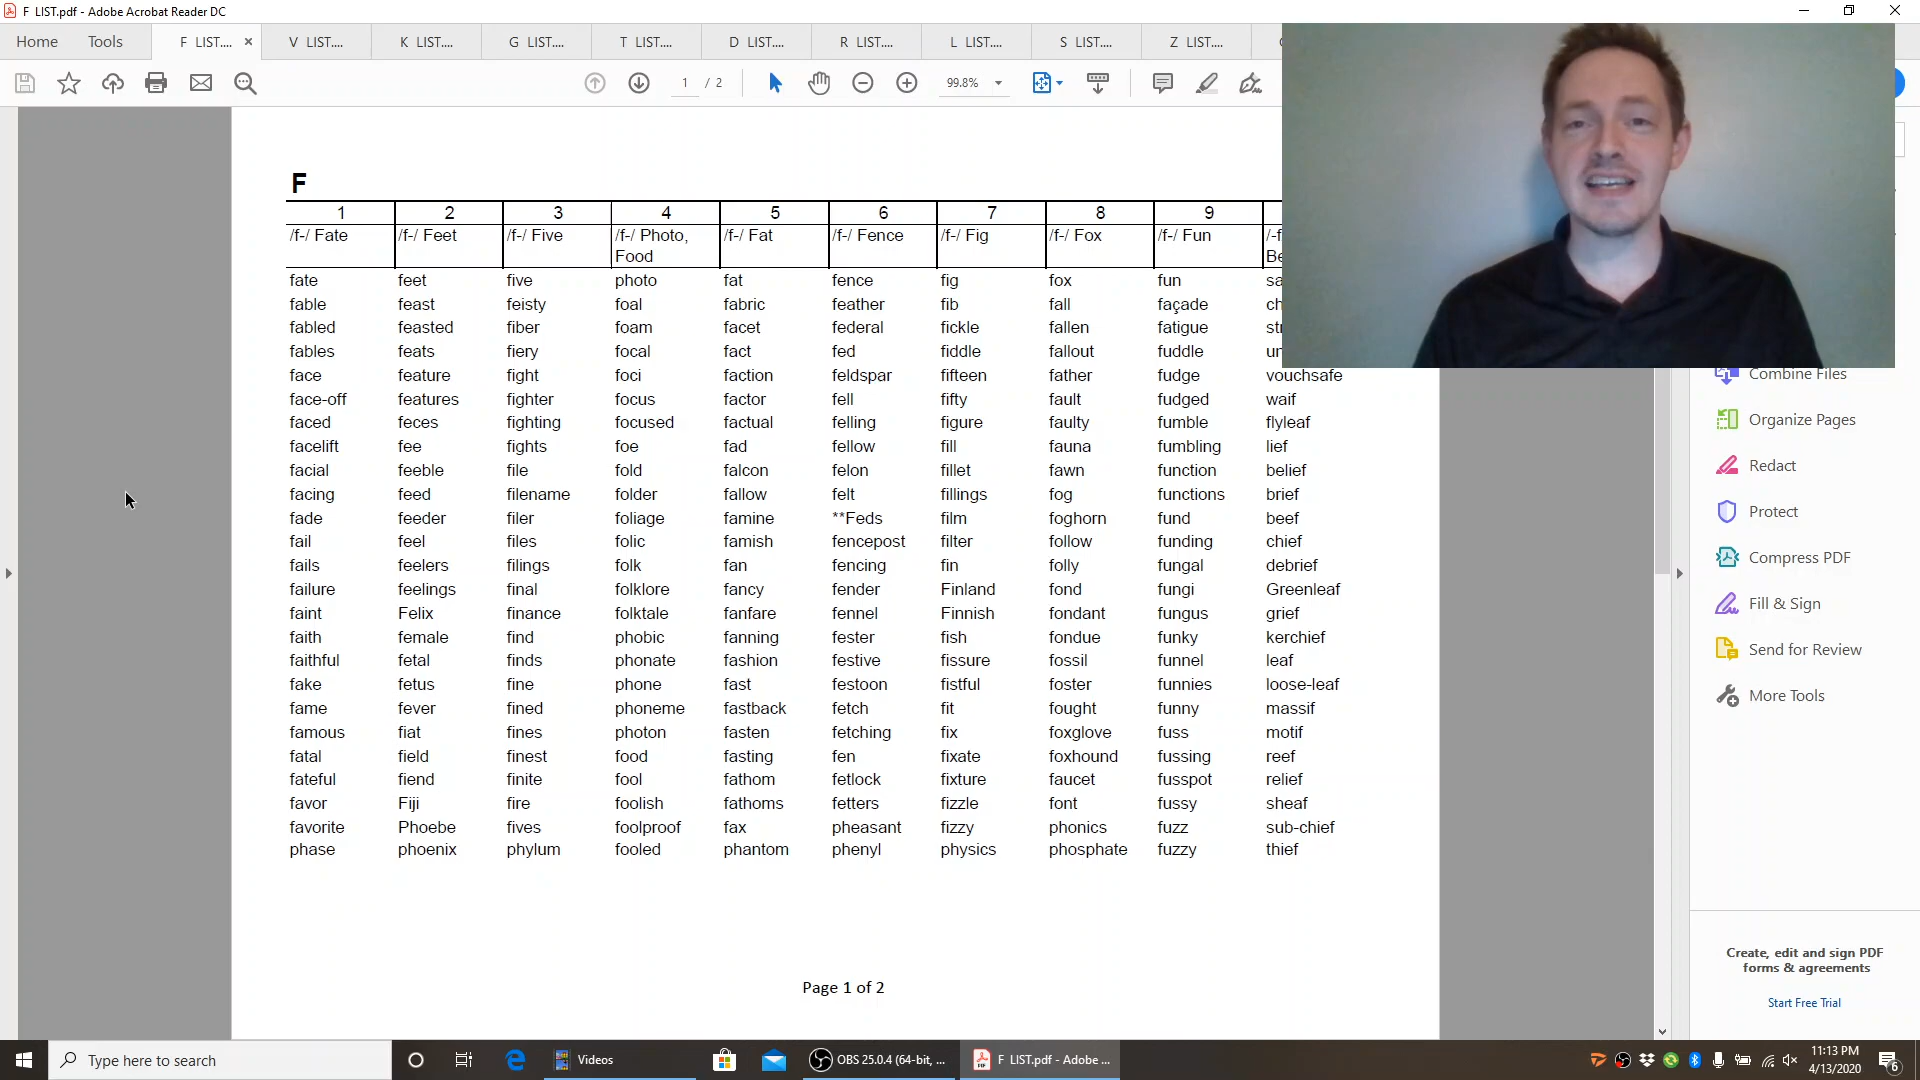 F LIST.pdf - Adobe Acrobat Reader DC
Home Tools F LIST.... V LIST.... K LIST.... G LIST.... T LIST.... D LIST.... R LIST.... L LIST.... S LIST.... Z LIST....
1 / 2 99.8%
F
1 2 3 4 5 6 7 8 9
/f-/ Fate /f-/ Feet /f-/ Five /f-/ Photo, Food /f-/ Fat /f-/ Fence /f-/ Fig /f-/ Fox /f-/ Fun
fate feet five photo fat fence fig fox fun
fable feast feisty foal fabric feather fib fall façade
fabled feasted fiber foam facet federal fickle fallen fatigue
fables feats fiery focal fact fed fiddle fallout fuddle
face feature fight foci faction feldspar fifteen father fudge vouchsafe
face-off features fighter focus factor fell fifty fault fudged waif
faced feces fighting focused factual felling figure faulty fumble flyleaf
facelift fee fights foe fad fellow fill fauna fumbling lief
facial feeble file fold falcon felon fillet fawn function belief
facing feed filename folder fallow felt fillings fog functions brief
fade feeder filer foliage famine **Feds film foghorn fund beef
fail feel files folic famish fencepost filter follow funding chief
fails feelers filings folk fan fencing fin folly fungal debrief
failure feelings final folklore fancy fender Finland fond fungi Greenleaf
faint Felix finance folktale fanfare fennel Finnish fondant fungus grief
faith female find phobic fanning fester fish fondue funky kerchief
faithful fetal finds phonate fashion festive fissure fossil funnel leaf
fake fetus fine phone fast festoon fistful foster funnies loose-leaf
fame fever fined phoneme fastback fetch fit fought funny massif
famous fiat fines photon fasten fetching fix foxglove fuss motif
fatal field finest food fasting fen fixate foxhound fussing reef
fateful fiend finite fool fathom fetlock fixture faucet fusspot relief
favor Fiji fire foolish fathoms fetters fizzle font fussy sheaf
favorite Phoebe fives foolproof fax pheasant fizzy phonics fuzz sub-chief
phase phoenix phylum fooled phantom phenyl physics phosphate fuzzy thief
Page 1 of 2
Combine Files
Organize Pages
Redact
Protect
Compress PDF
Fill & Sign
Send for Review
More Tools
Create, edit and sign PDF
forms & agreements
Start Free Trial
Type here to search
Videos
OBS 25.0.4 (64-bit, ...
F LIST.pdf - Adobe ...
11:13 PM
4/13/2020
6